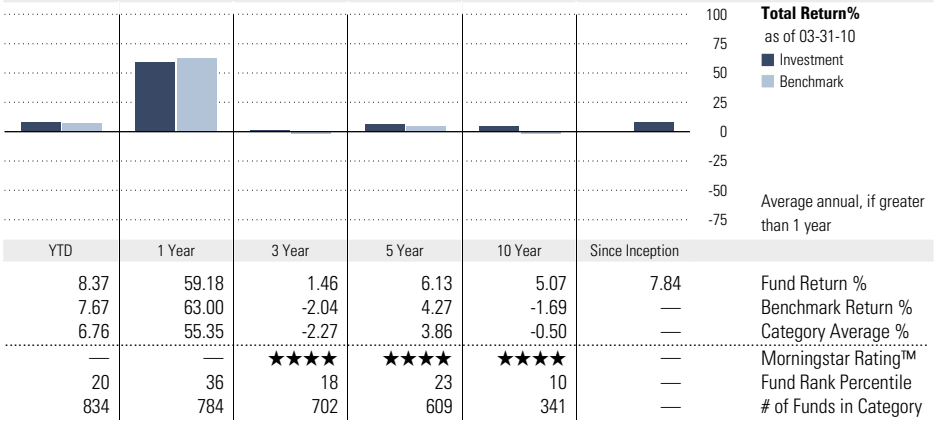 100
75
50
25
0
-25
-50
-75
Total Return%
as of 03-31-10
Investment
Benchmark
Average annual, if greater
than 1 year
YTD 1 Year 3 Year 5 Year 10 Year Since Inception
8.37 59.18 1.46 6.13 5.07 7.84 Fund Return %
7.67 63.00 -2.04 4.27 -1.69 — Benchmark Return %
6.76 55.35 -2.27 3.86 -0.50 — Category Average %
— — ★★★★ ★★★★ ★★★★ — Morningstar Rating™
20 36 18 23 10 — Fund Rank Percentile
834 784 702 609 341 — # of Funds in Category